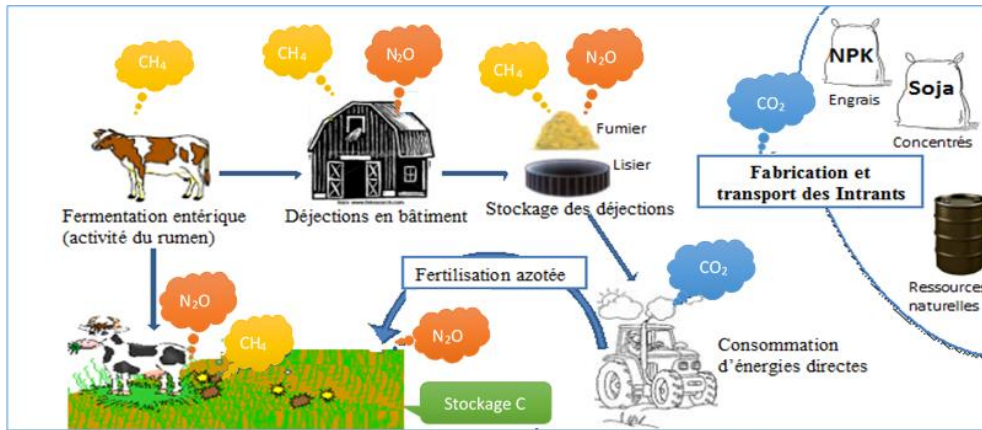 CH₄
CH₄
N₂O
CH₄
N₂O
CO₂
NPK
Engrais
Soja
Concentrés
Fumier
Lisier
Fermentation entérique
(activité du rumen)
Déjections en bâtiment
Stockage des déjections
Fabrication et
transport des Intrants
Ressources
naturelles
Fertilisation azotée
CO₂
N₂O
CH₄
N₂O
Consommation
d'énergies directes
Stockage C